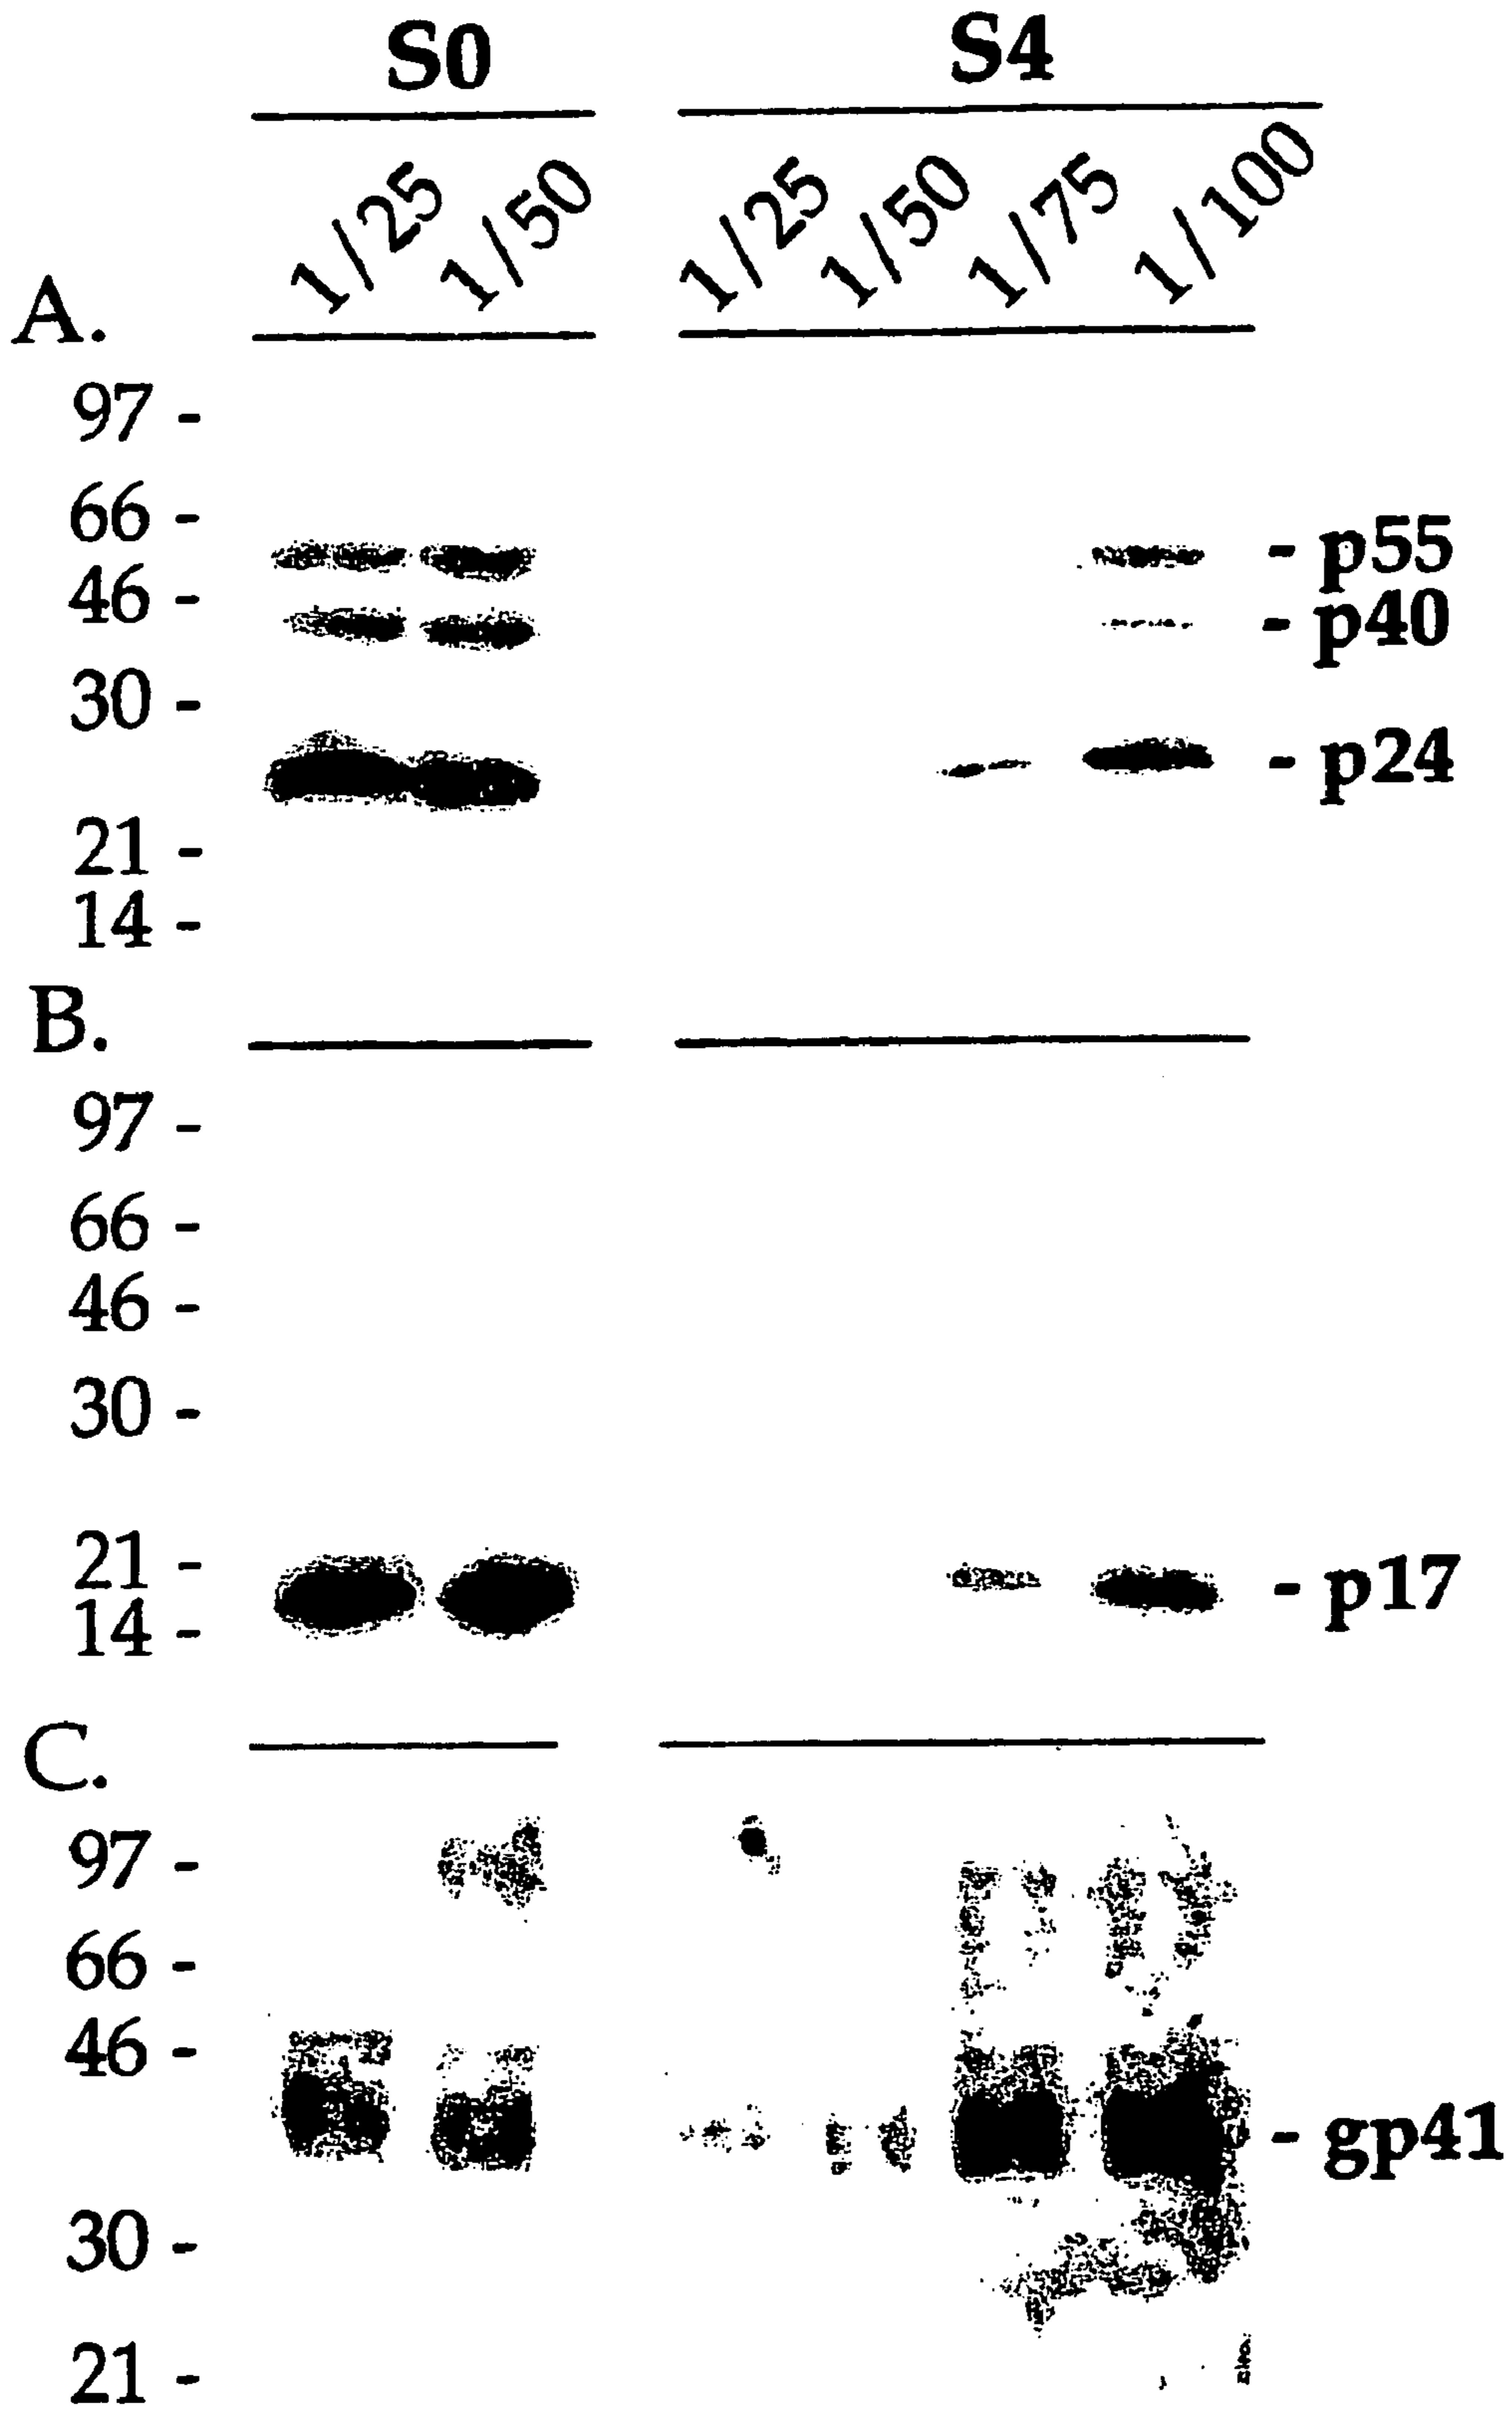 S0 S4
1/25 1/50 1/25 1/50 1/75 1/100
A.
97 -
66 -
- p55
46 -
- p40
30 -
- p24
21 -
14 -
B.
97 -
66 -
46 -
30 -
21 -
- p17
14 -
C.
97 -
66 -
46 -
- gp41
30 -
21 -